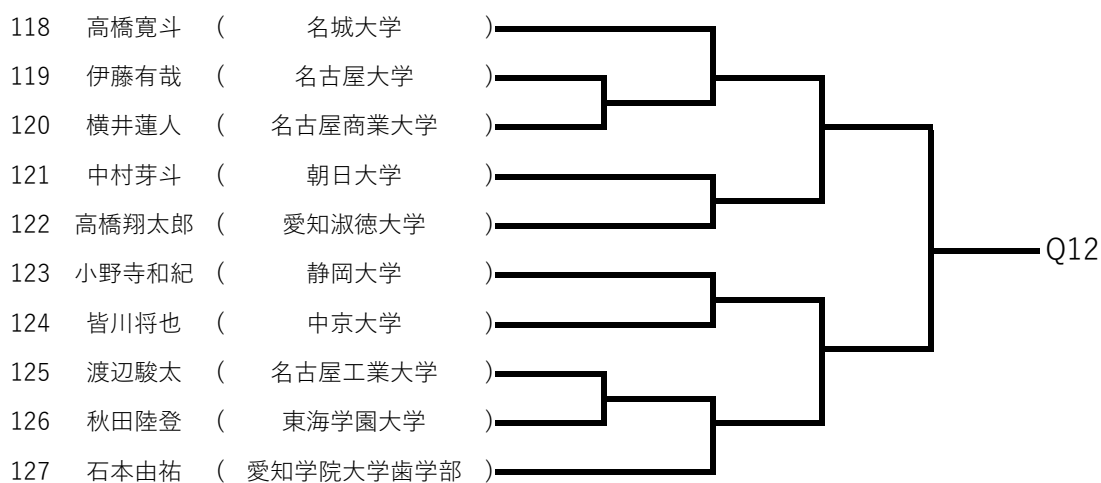 118 高橋寛斗 ( 名城大学 )
119 伊藤有哉 ( 名古屋大学 )
120 横井蓮人 ( 名古屋商業大学 )
121 中村芽斗 ( 朝日大学 )
122 高橋翔太郎 ( 愛知淑徳大学 )
Q12
123 小野寺和紀 ( 静岡大学 )
124 皆川将也 ( 中京大学 )
125 渡辺駿太 ( 名古屋工業大学 )
126 秋田陸登 ( 東海学園大学 )
127 石本由祐 ( 愛知学院大学歯学部 )